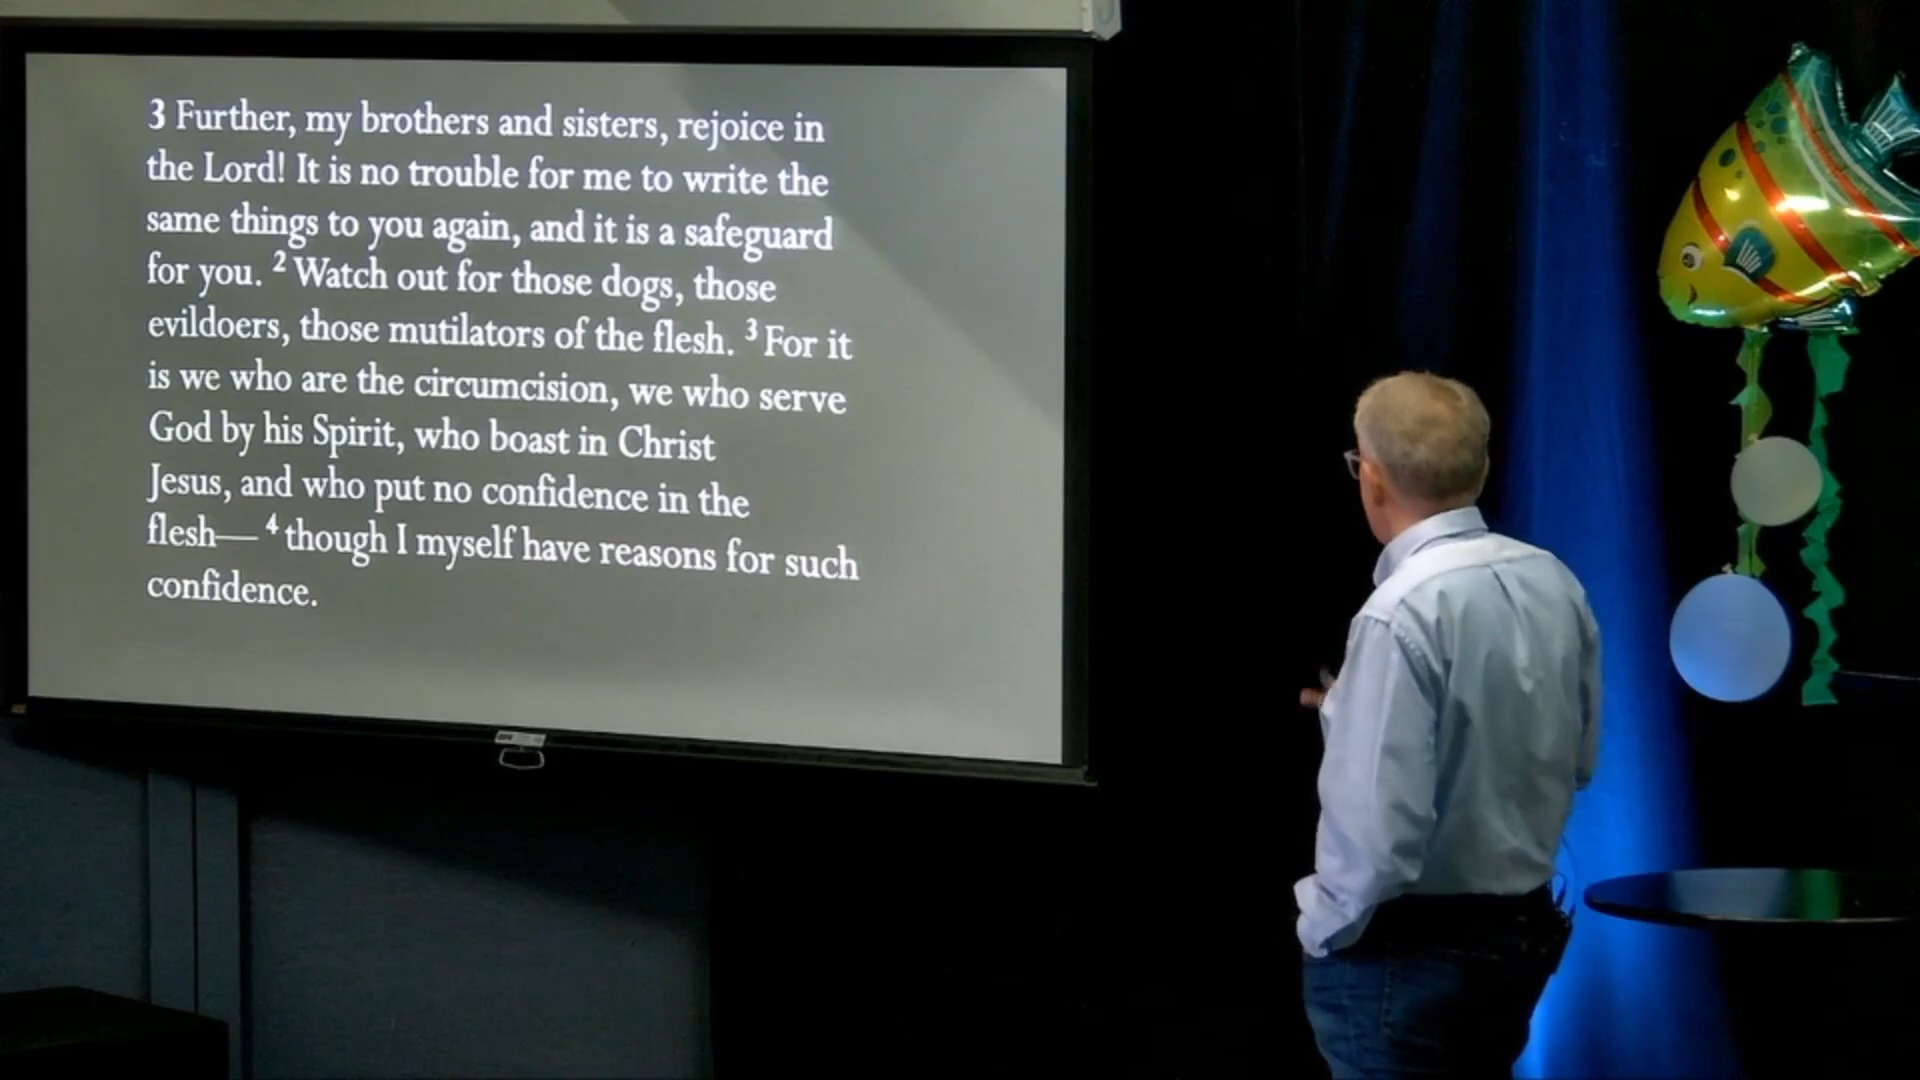 3 Further, my brothers and sisters, rejoice in
the Lord! It is no trouble for me to write the
same things to you again, and it is a safeguard
for you. 2 Watch out for those dogs, those
evildoers, those mutilators of the flesh. 3 For it
is we who are the circumcision, we who serve
God by his Spirit, who boast in Christ
Jesus, and who put no confidence in the
flesh— 4 though I myself have reasons for such
confidence.